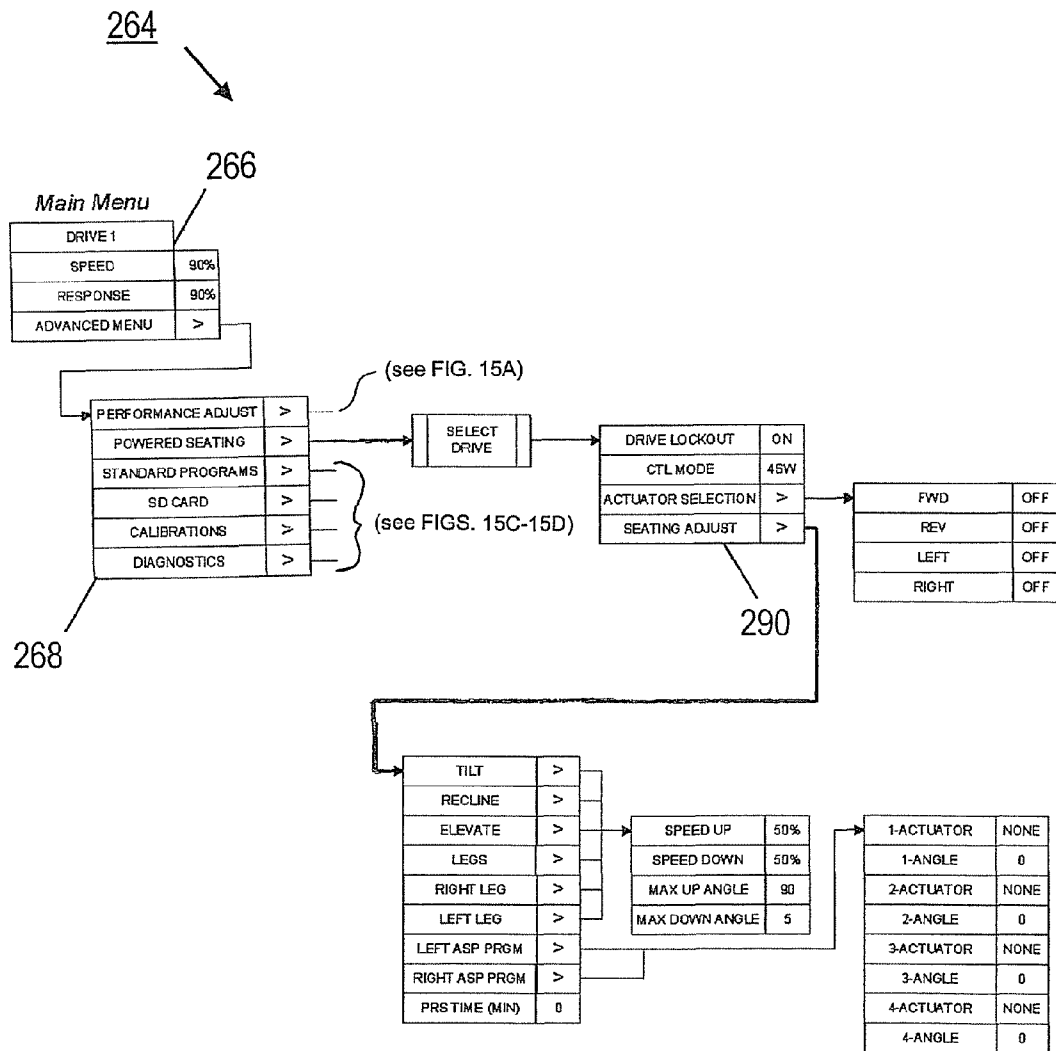 264
266
Main Menu
DRIVE 1
SPEED 90%
RESPONSE 90%
ADVANCED MENU >
(see FIG. 15A)
PERFORMANCE ADJUST >
POWERED SEATING >
STANDARD PROGRAMS >
SD CARD >
CALIBRATIONS >
DIAGNOSTICS >
(see FIGS. 15C-15D)
268
SELECT
DRIVE
DRIVE LOCKOUT ON
CTL MODE 4SW
ACTUATOR SELECTION >
SEATING ADJUST >
290
FWD OFF
REV OFF
LEFT OFF
RIGHT OFF
TILT >
RECLINE >
ELEVATE >
LEGS >
RIGHT LEG >
LEFT LEG >
LEFT ASP PRGM >
RIGHT ASP PRGM >
PRS TIME (MIN) 0
SPEED UP 50%
SPEED DOWN 50%
MAX UP ANGLE 90
MAX DOWN ANGLE 5
1-ACTUATOR NONE
1-ANGLE 0
2-ACTUATOR NONE
2-ANGLE 0
3-ACTUATOR NONE
3-ANGLE 0
4-ACTUATOR NONE
4-ANGLE 0